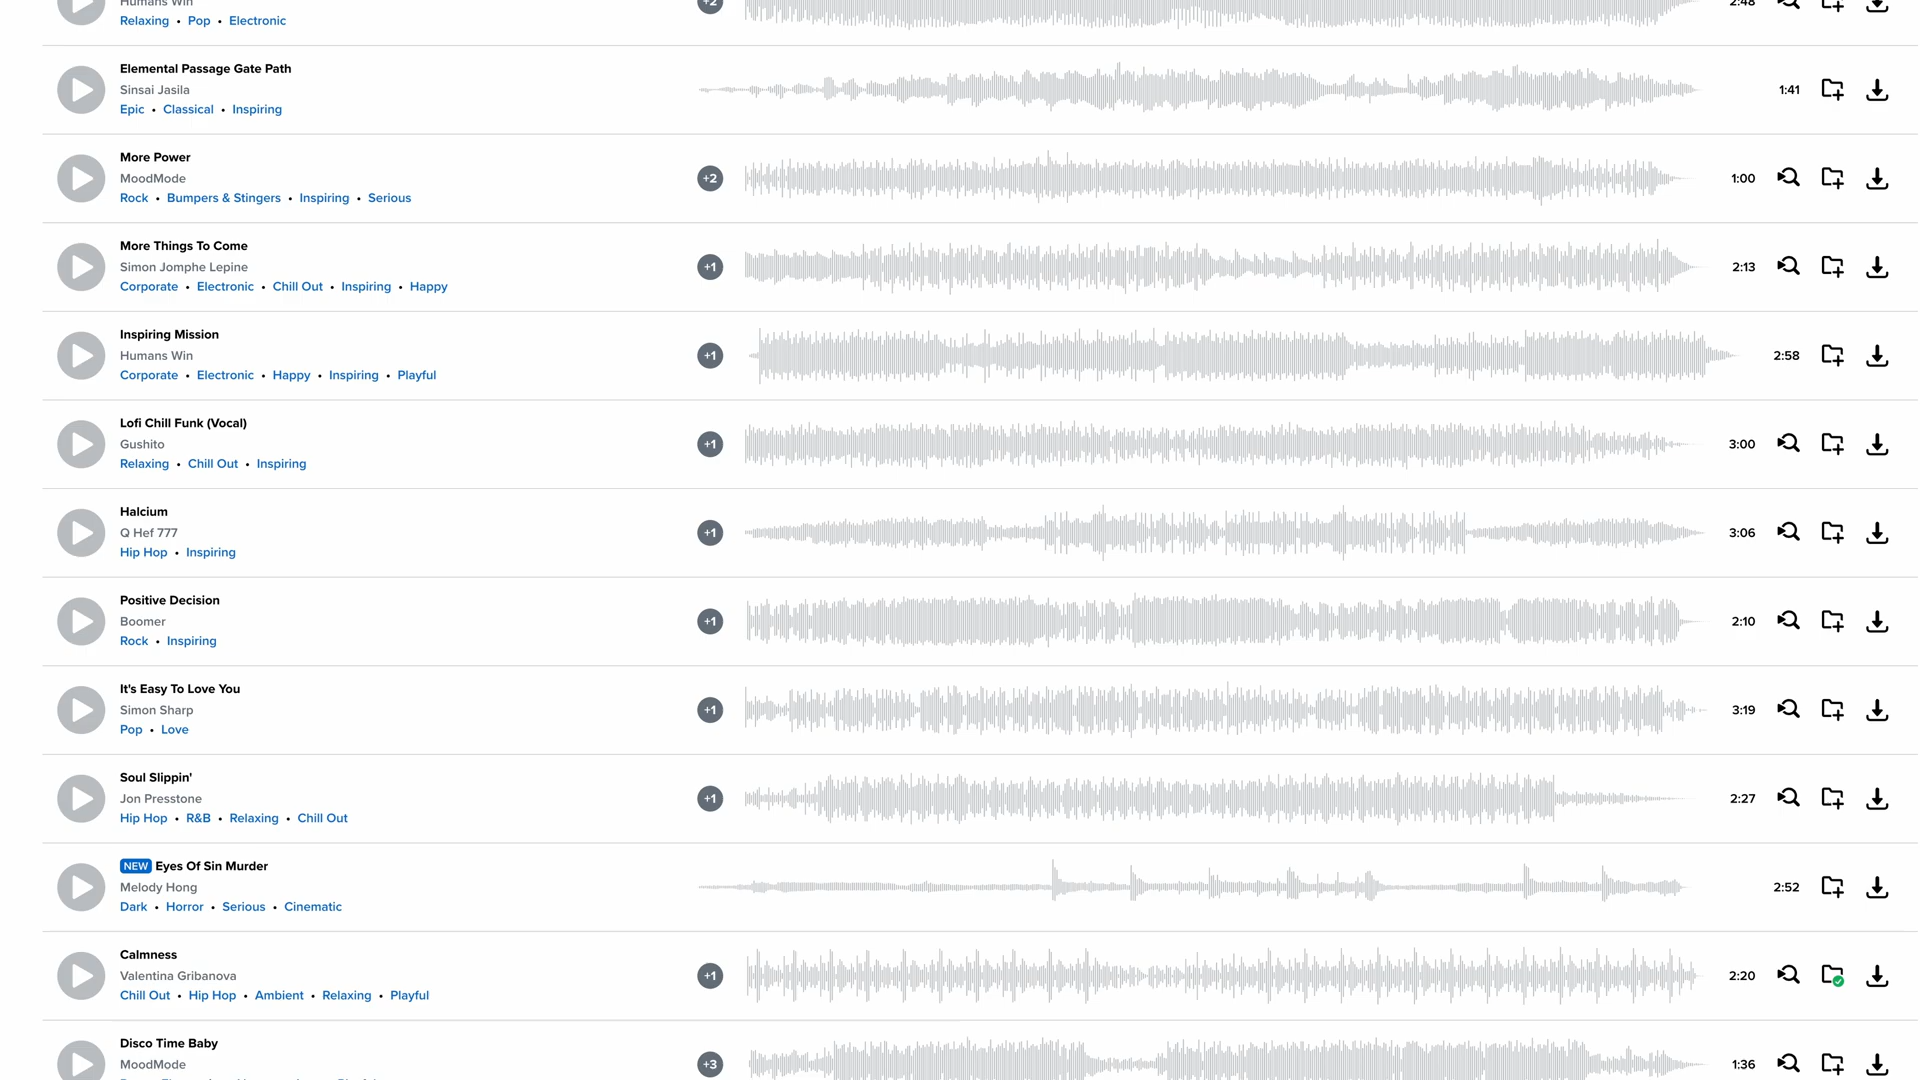 Humans Win
+2
2:48
Relaxing • Pop • Electronic
Elemental Passage Gate Path
Sinsai Jasila
1:41
Epic • Classical • Inspiring
More Power
MoodMode
+2
1:00
Rock • Bumpers & Stingers • Inspiring • Serious
More Things To Come
Simon Jomphe Lepine
+1
2:13
Corporate • Electronic • Chill Out • Inspiring • Happy
Inspiring Mission
Humans Win
+1
2:58
Corporate • Electronic • Happy • Inspiring • Playful
Lofi Chill Funk (Vocal)
Gushito
+1
3:00
Relaxing • Chill Out • Inspiring
Halcium
Q Hef 777
+1
3:06
Hip Hop • Inspiring
Positive Decision
Boomer
+1
2:10
Rock • Inspiring
It's Easy To Love You
Simon Sharp
+1
3:19
Pop • Love
Soul Slippin'
Jon Presstone
+1
2:27
Hip Hop • R&B • Relaxing • Chill Out
NEW Eyes Of Sin Murder
Melody Hong
2:52
Dark • Horror • Serious • Cinematic
Calmness
Valentina Gribanova
+1
2:20
Chill Out • Hip Hop • Ambient • Relaxing • Playful
Disco Time Baby
MoodMode
+3
1:36